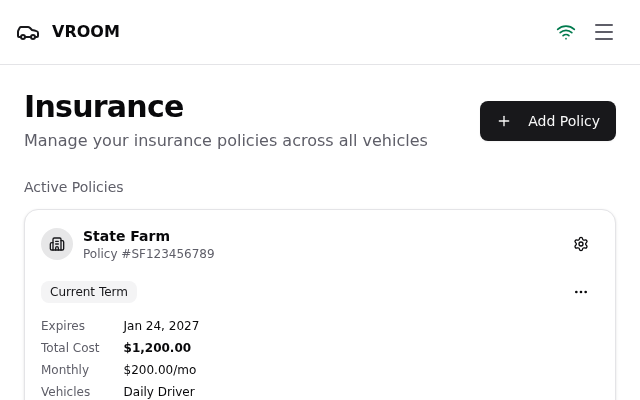 VROOM
Insurance
Manage your insurance policies across all vehicles
Add Policy
Active Policies
State Farm
Policy #SF123456789
Current Term
Expires Jan 24, 2027
Total Cost $1,200.00
Monthly $200.00/mo
Vehicles Daily Driver